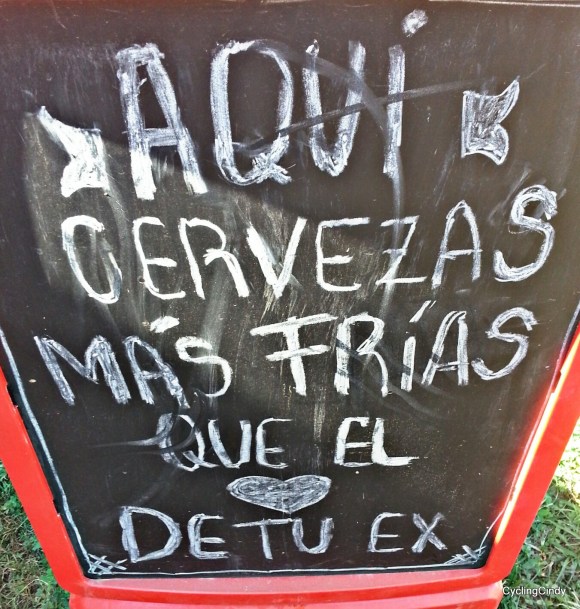 AQUÍ
CERVEZAS
MÁS FRÍAS
QUE EL
DE TU EX
CyclingCindy